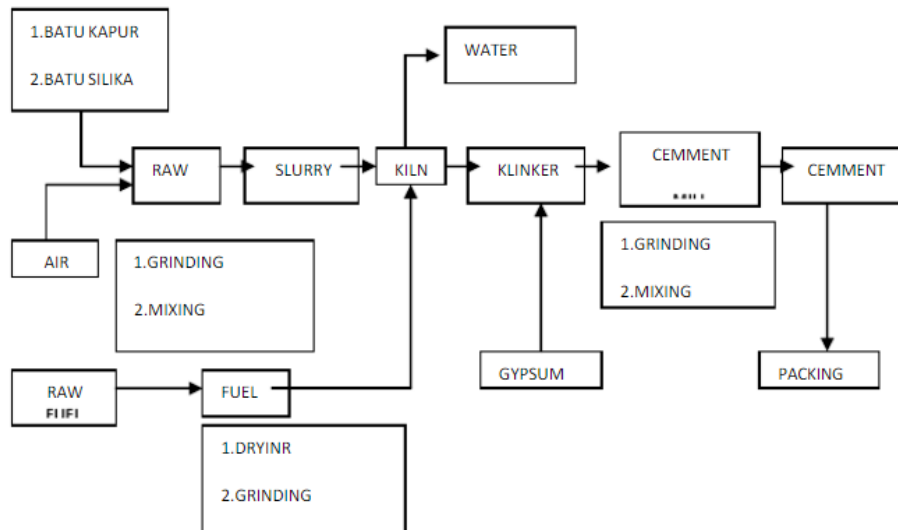 1.BATU KAPUR
2.BATU SILIKA
WATER
RAW
SLURRY
KILN
KLINKER
CEMMENT
CEMMENT
AIR
1.GRINDING
2.MIXING
1.GRINDING
2.MIXING
RAW
FUEL
GYPSUM
PACKING
1.DRYINR
2.GRINDING